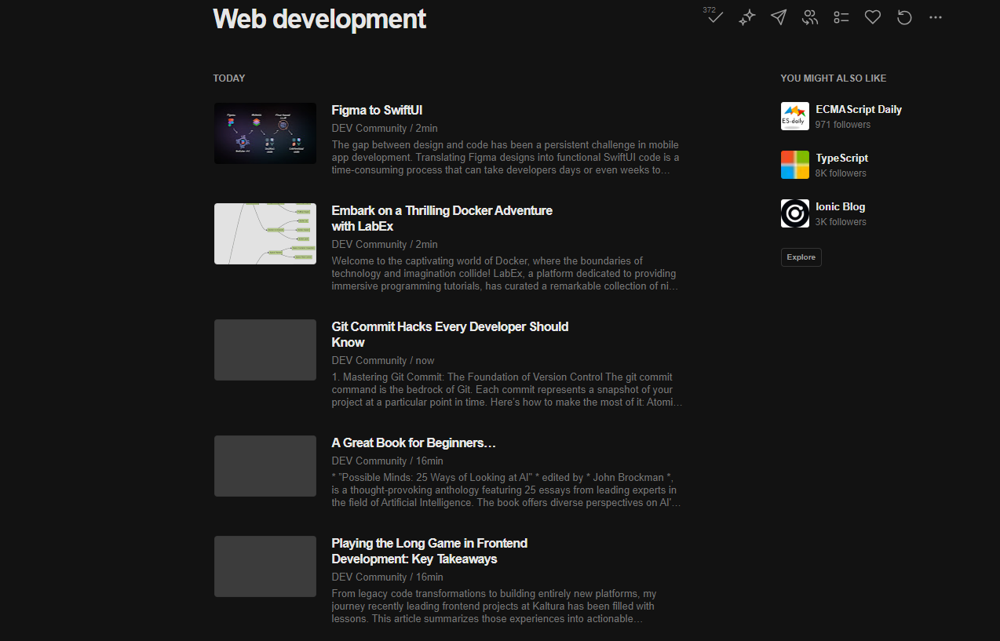 Web development
372
TODAY
Figma to SwiftUI
DEV Community / 2min
The gap between design and code has been a persistent challenge in mobile
app development. Translating Figma designs into functional SwiftUI code is a
time-consuming process that can take developers days or even weeks to…
Embark on a Thrilling Docker Adventure
with LabEx
DEV Community / 2min
Welcome to the captivating world of Docker, where the boundaries of
technology and imagination collide! LabEx, a platform dedicated to providing
immersive programming tutorials, has curated a remarkable collection of ni…
Git Commit Hacks Every Developer Should
Know
DEV Community / now
1. Mastering Git Commit: The Foundation of Version Control The git commit
command is the bedrock of Git. Each commit represents a snapshot of your
project at a particular point in time. Here's how to make the most of it: Atomi…
A Great Book for Beginners…
DEV Community / 16min
* "Possible Minds: 25 Ways of Looking at AI" * edited by * John Brockman *,
is a thought-provoking anthology featuring 25 essays from leading experts in
the field of Artificial Intelligence. The book offers diverse perspectives on AI'…
Playing the Long Game in Frontend
Development: Key Takeaways
DEV Community / 16min
From legacy code transformations to building entirely new platforms, my
journey recently leading frontend projects at Kaltura has been filled with
lessons. This article summarizes those experiences into actionable…
YOU MIGHT ALSO LIKE
ES-daily
ECMAScript Daily
971 followers
TypeScript
8K followers
Ionic Blog
3K followers
Explore